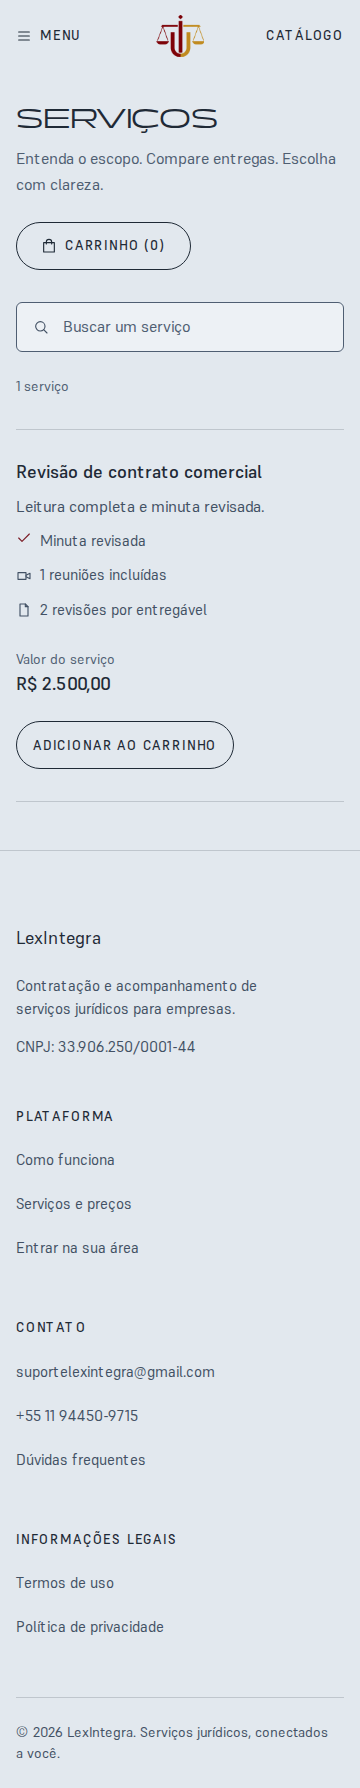 MENU
CATÁLOGO
SERVIÇOS
Entenda o escopo. Compare entregas. Escolha
com clareza.
CARRINHO (0)
Buscar um serviço
1 serviço
Revisão de contrato comercial
Leitura completa e minuta revisada.
Minuta revisada
1 reuniões incluídas
2 revisões por entregável
Valor do serviço
R$ 2.500,00
ADICIONAR AO CARRINHO
LexIntegra
Contratação e acompanhamento de
serviços jurídicos para empresas.
CNPJ: 33.906.250/0001-44
PLATAFORMA
Como funciona
Serviços e preços
Entrar na sua área
CONTATO
suportelexintegra@gmail.com
+55 11 94450-9715
Dúvidas frequentes
INFORMAÇÕES LEGAIS
Termos de uso
Política de privacidade
© 2026 LexIntegra. Serviços jurídicos, conectados
a você.